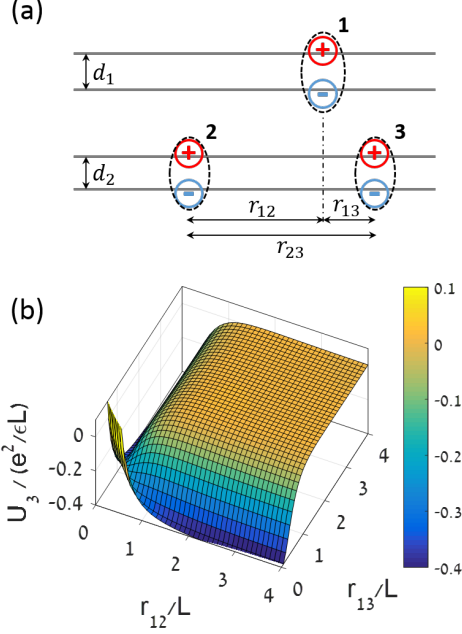 (a)
1
+
d₁
-
2
3
+
+
d₂
-
-
r₁₂
r₁₃
r₂₃
(b)
0.1
0
-0.1
-0.2
-0.3
-0.4
U₃ / (e²/ϵL)
0
-0.2
-0.4
0
1
2
3
4
r₁₂/L
0
1
2
3
4
r₁₃/L